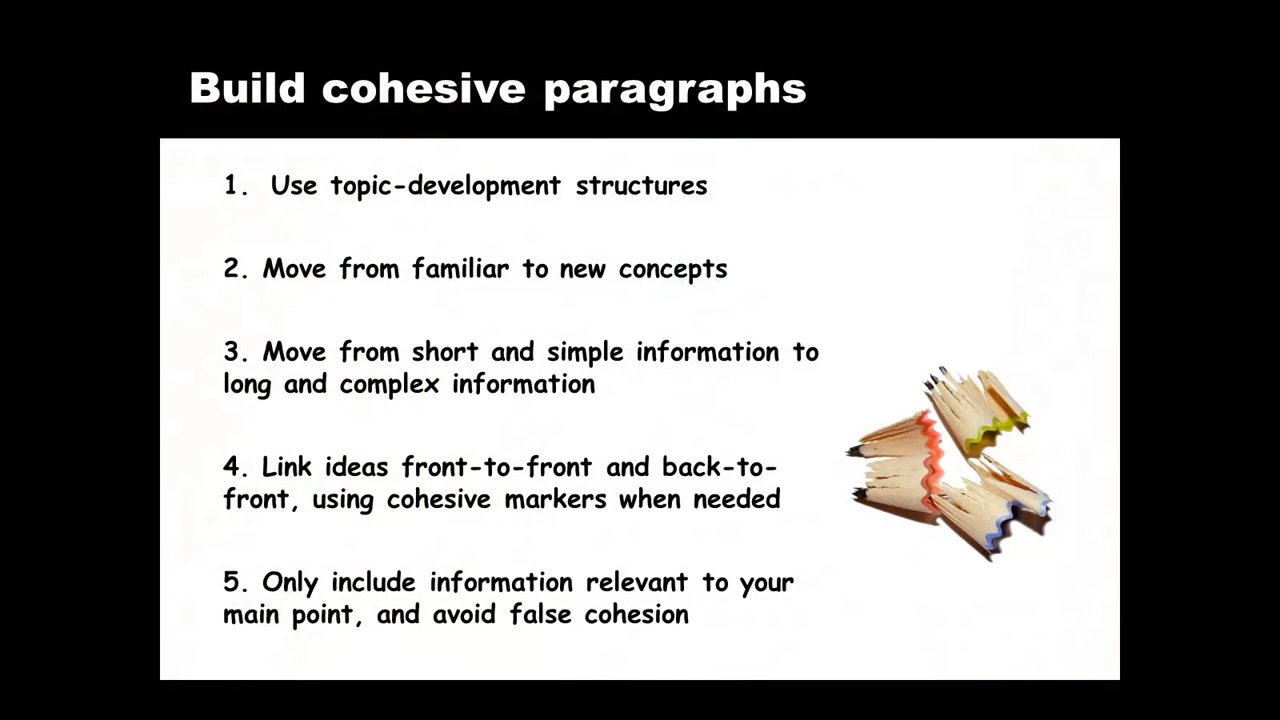 Build cohesive paragraphs
1. Use topic-development structures
2. Move from familiar to new concepts
3. Move from short and simple information to
long and complex information
4. Link ideas front-to-front and back-to-
front, using cohesive markers when needed
5. Only include information relevant to your
main point, and avoid false cohesion